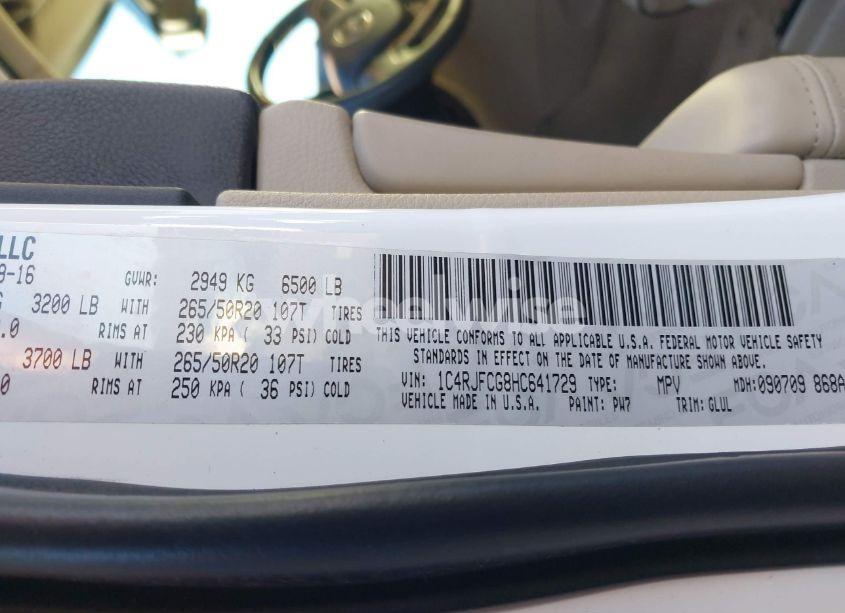 LLC
9-16 GVWR: 2949 KG 6500 LB
G 3200 LB WITH 265/50R20 107T TIRES
.0 RIMS AT 230 KPA ( 33 PSI) COLD
3700 LB WITH 265/50R20 107T TIRES
0 RIMS AT 250 KPA ( 36 PSI) COLD
THIS VEHICLE CONFORMS TO ALL APPLICABLE U.S.A. FEDERAL MOTOR VEHICLE SAFETY
STANDARDS IN EFFECT ON THE DATE OF MANUFACTURE SHOWN ABOVE.
VIN: 1C4RJFCG8HC641729 TYPE: MPV MDH:090709 868A
VEHICLE MADE IN U.S.A. PAINT: PW7 TRIM: GLUL
wheelwise